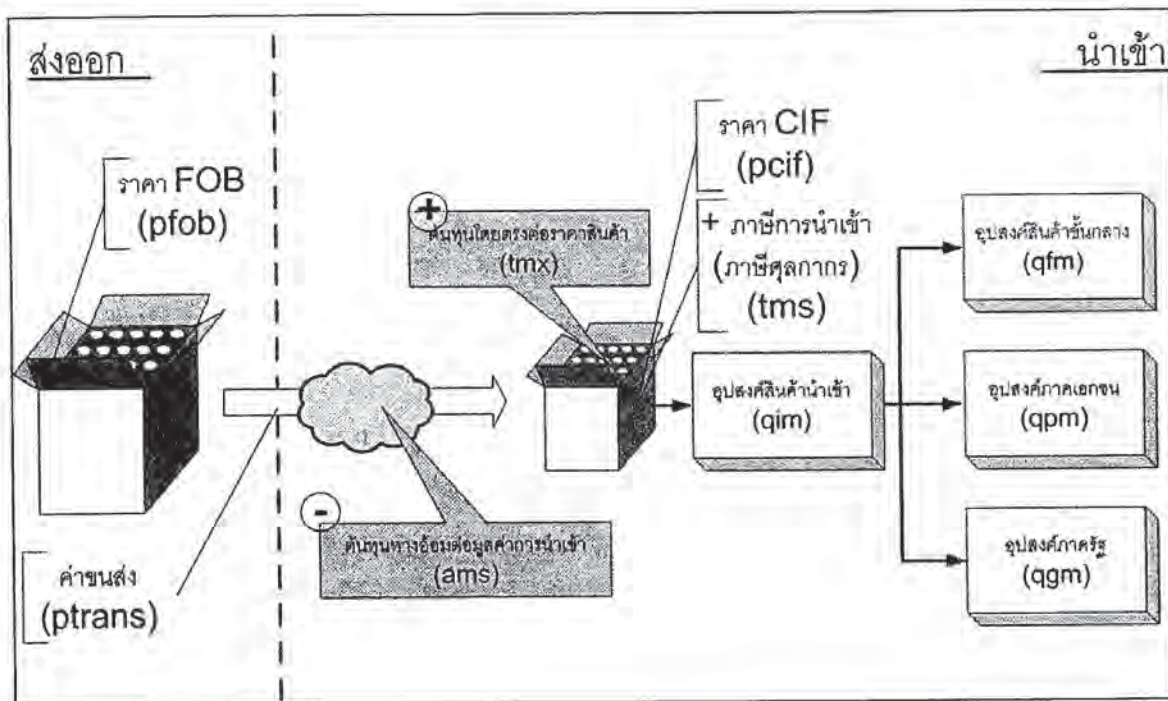 ส่งออก
นำเข้า
ราคา FOB
(pfob)
ราคา CIF
(pcif)
+
ต้นทุนโดยตรงต่อราคาสินค้า
(tmx)
+ ภาษีการนำเข้า
(ภาษีศุลกากร)
(tms)
อุปสงค์สินค้านำเข้า
(qim)
อุปสงค์สินค้าขั้นกลาง
(qfm)
อุปสงค์ภาคเอกชน
(qpm)
อุปสงค์ภาครัฐ
(qgm)
-
ต้นทุนทางอ้อมต่อมูลค่าการนำเข้า
(ams)
ค่าขนส่ง
(ptrans)